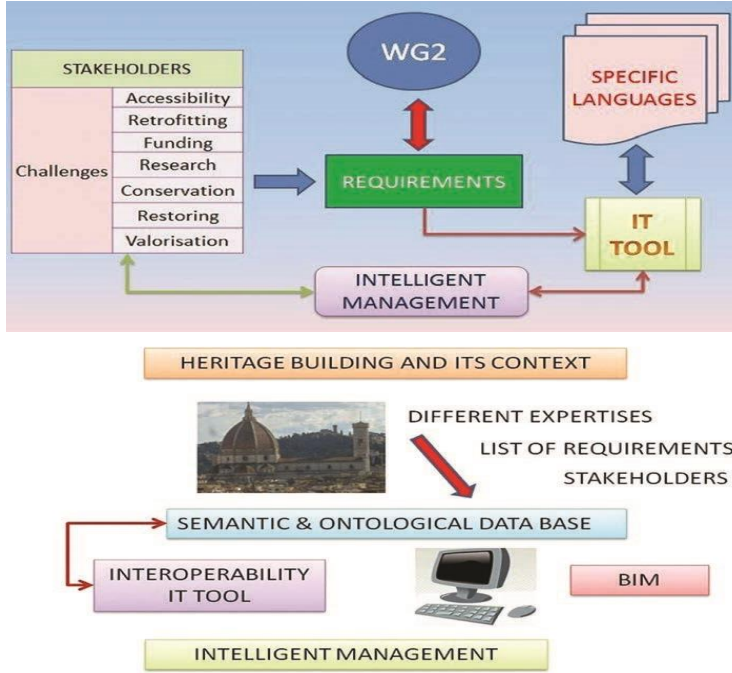 STAKEHOLDERS
Challenges
Accessibility
Retrofitting
Funding
Research
Conservation
Restoring
Valorisation
WG2
REQUIREMENTS
SPECIFIC
LANGUAGES
IT
TOOL
INTELLIGENT
MANAGEMENT
HERITAGE BUILDING AND ITS CONTEXT
DIFFERENT EXPERTISES
LIST OF REQUIREMENTS
STAKEHOLDERS
SEMANTIC & ONTOLOGICAL DATA BASE
INTEROPERABILITY
IT TOOL
BIM
INTELLIGENT MANAGEMENT